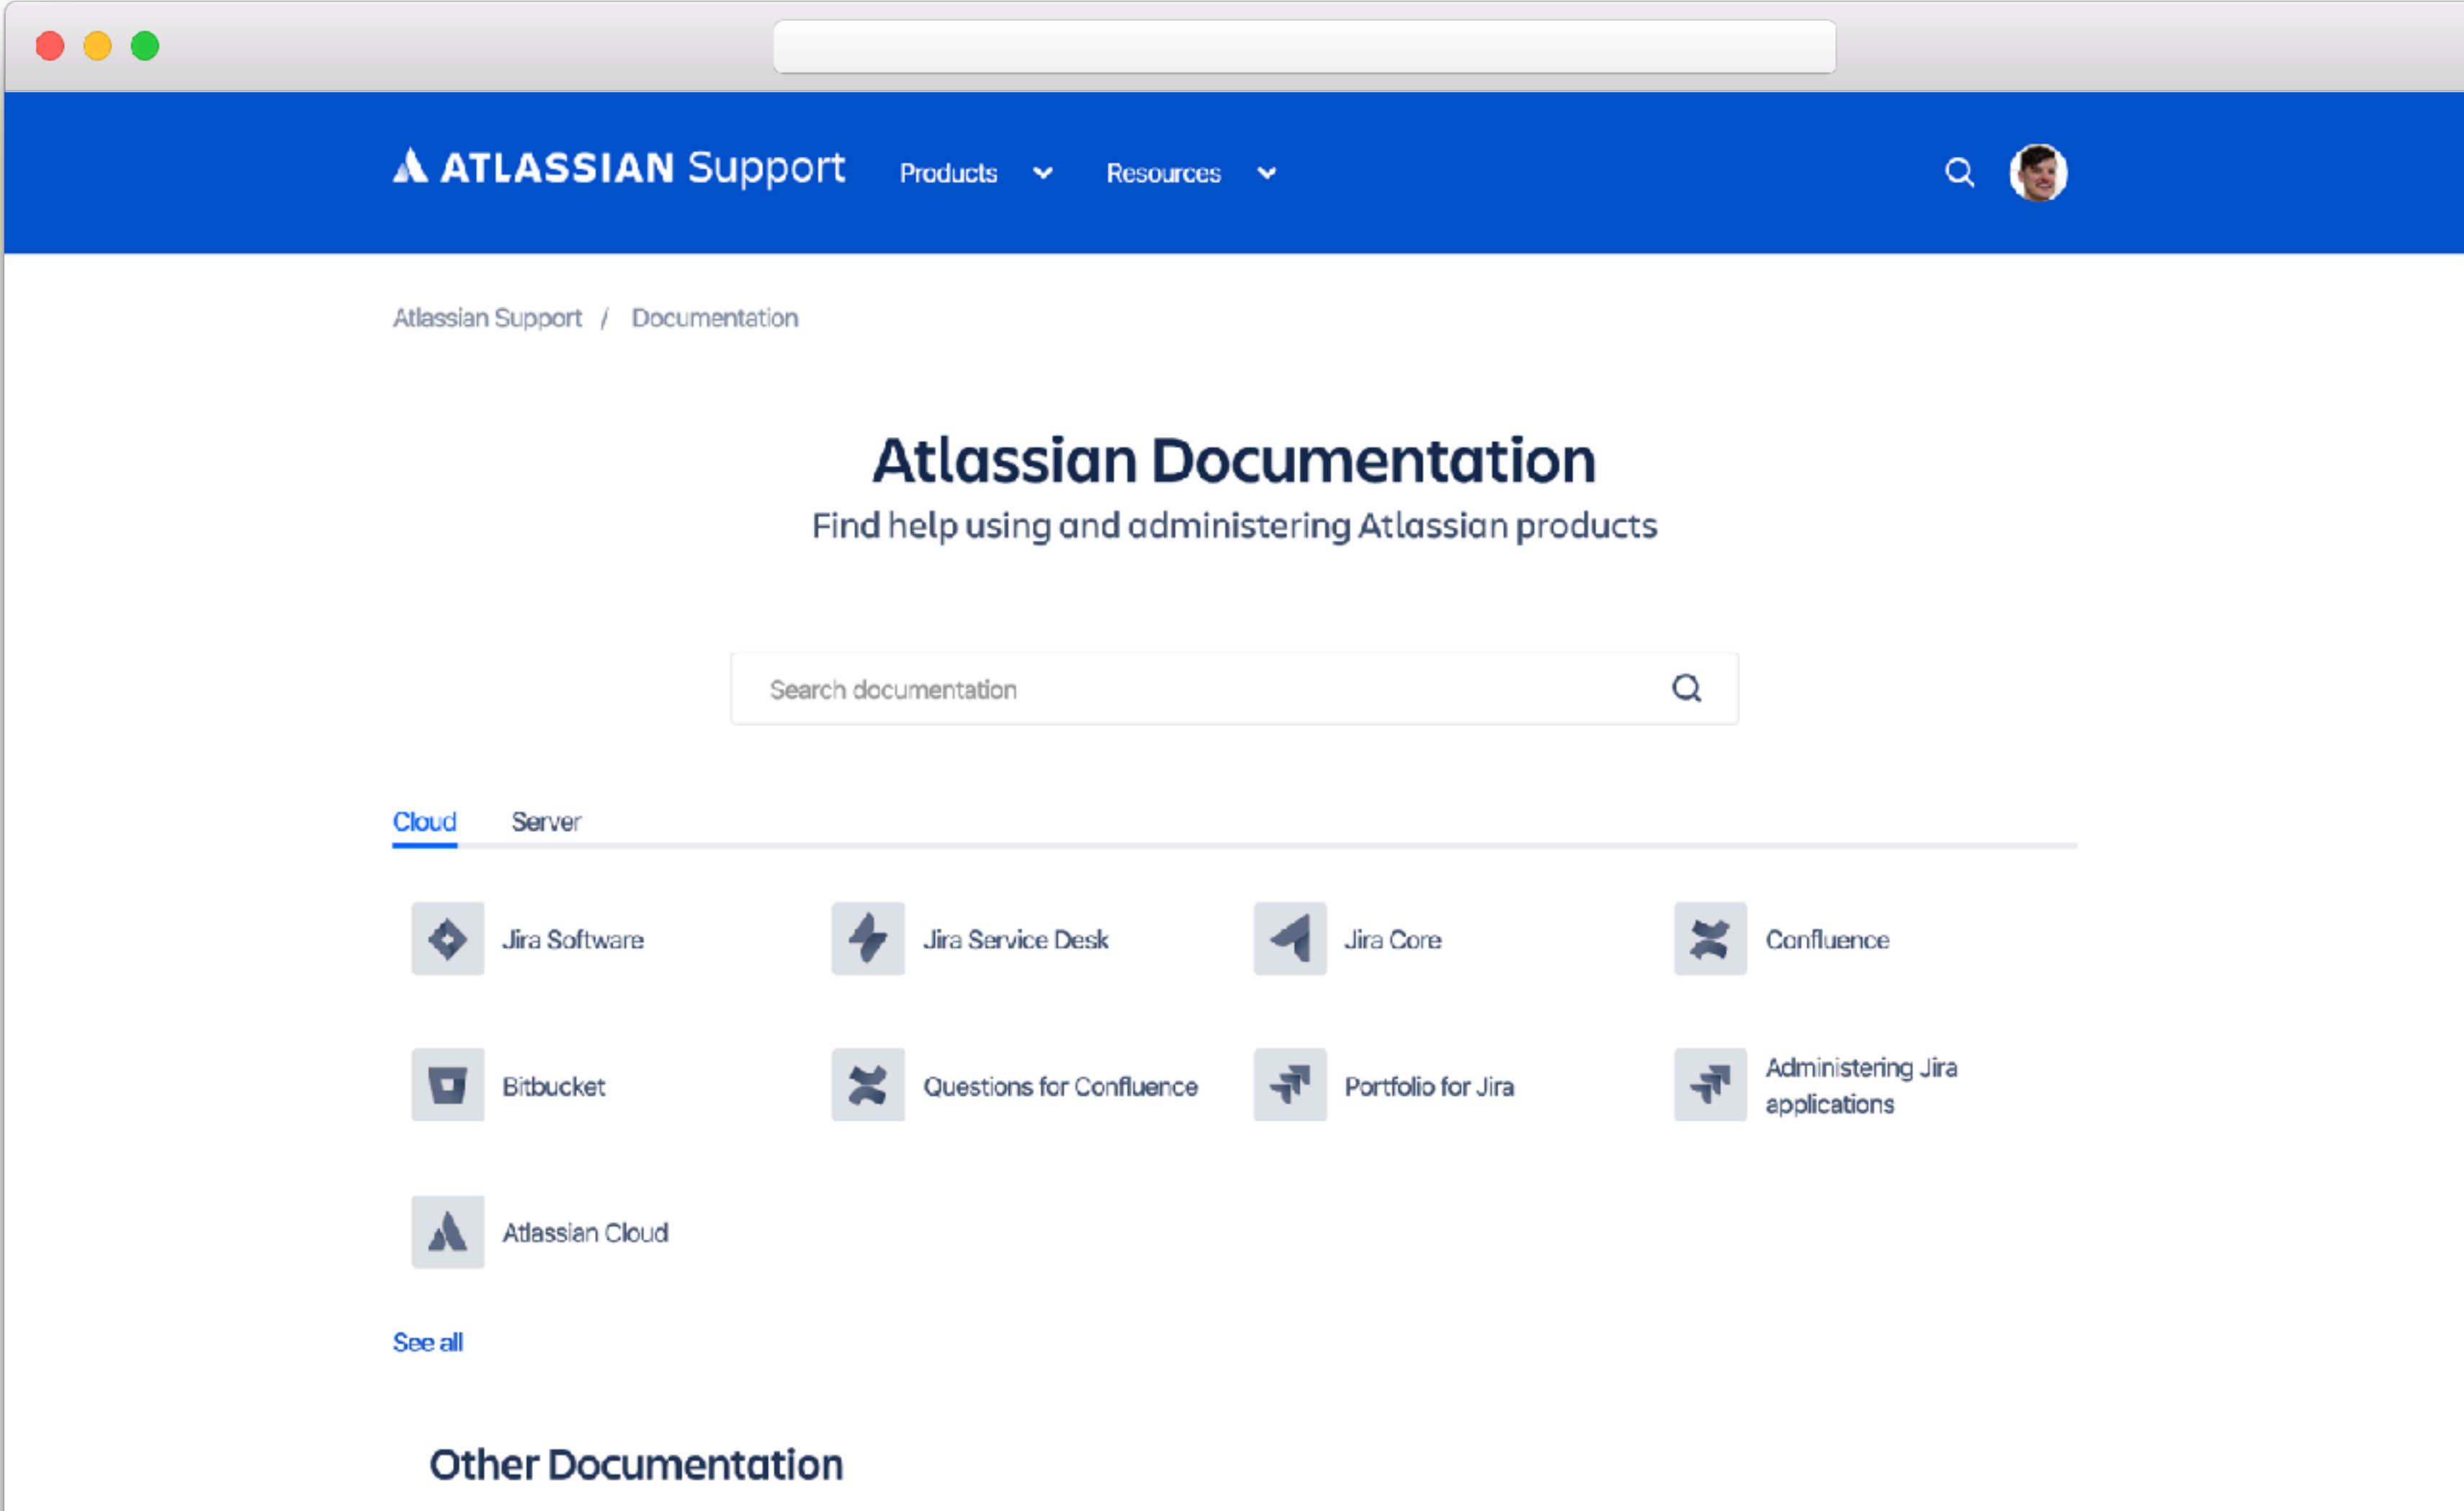 ATLASSIAN Support Products Resources
Atlassian Support / Documentation
Atlassian Documentation
Find help using and administering Atlassian products
Search documentation
Cloud Server
Jira Software Jira Service Desk Jira Core Confluence
Bitbucket Questions for Confluence Portfolio for Jira Administering Jira
applications
Atlassian Cloud
See all
Other Documentation